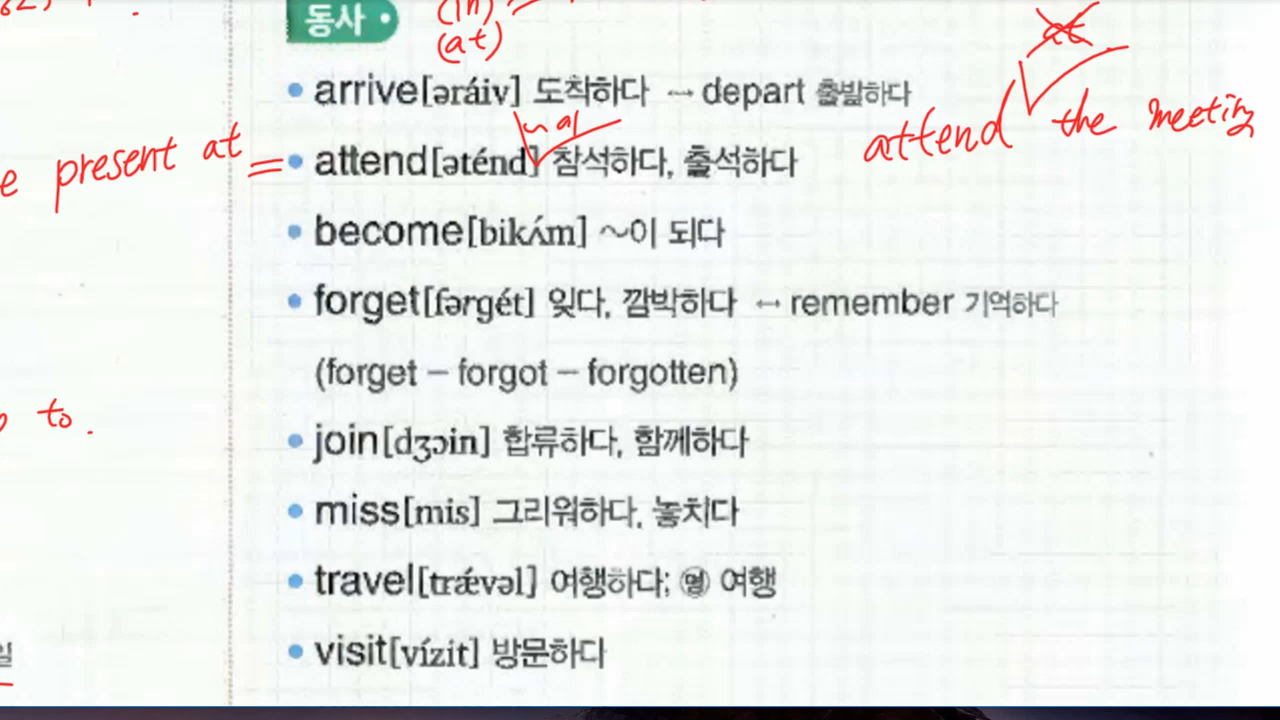 동사
(in)
(at)
at
arrive[əráiv] 도착하다 ↔ depart 출발하다
present at =
attend[əténd] 참석하다, 출석하다
attend the meeting
become[bikʌ́m] ~이 되다
forget[fərgét] 잊다, 깜박하다 ↔ remember 기억하다
(forget – forgot – forgotten)
to.
join[dʒɔin] 합류하다, 함께하다
miss[mis] 그리워하다, 놓치다
travel[trǽvəl] 여행하다; 명 여행
visit[vízit] 방문하다
일